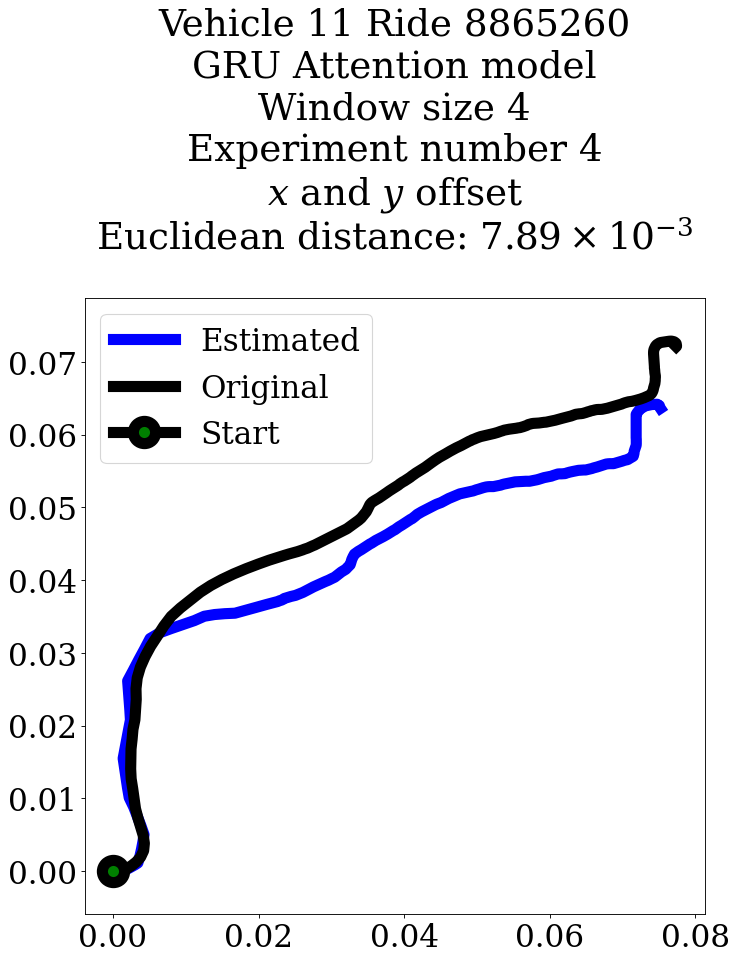 Vehicle 11 Ride 8865260
GRU Attention model
Window size 4
Experiment number 4
x and y offset
Euclidean distance: 7.89 × 10⁻³
Estimated
Original
Start
0.07
0.06
0.05
0.04
0.03
0.02
0.01
0.00
0.00 0.02 0.04 0.06 0.08